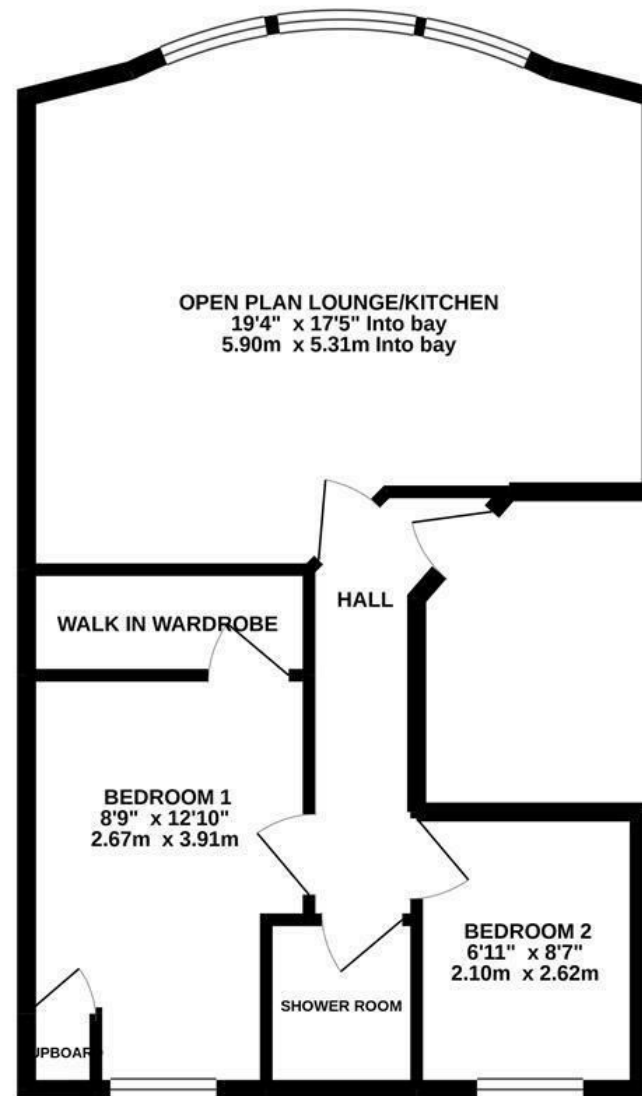 OPEN PLAN LOUNGE/KITCHEN
19'4" x 17'5" Into bay
5.90m x 5.31m Into bay
HALL
WALK IN WARDROBE
BEDROOM 1
8'9" x 12'10"
2.67m x 3.91m
BEDROOM 2
6'11" x 8'7"
2.10m x 2.62m
SHOWER ROOM
UPBOARD